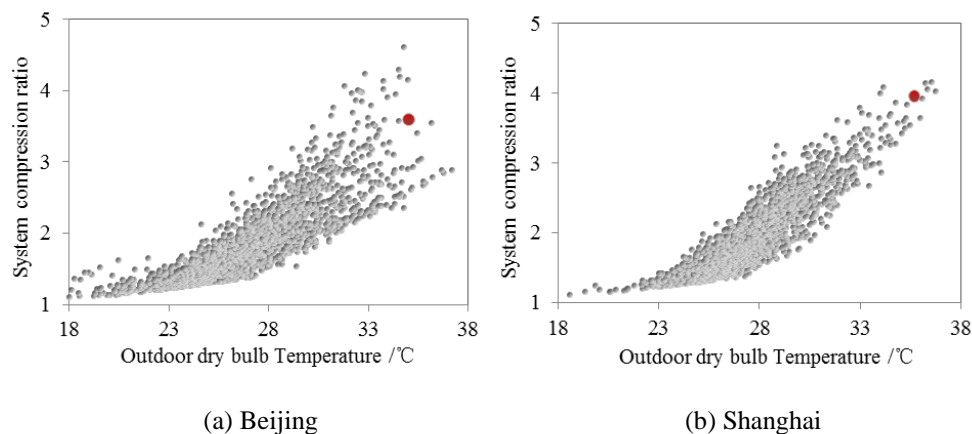 System compression ratio
5
4
3
2
1
18 23 28 33 38
Outdoor dry bulb Temperature /℃
(a) Beijing
System compression ratio
5
4
3
2
1
18 23 28 33 38
Outdoor dry bulb Temperature /℃
(b) Shanghai